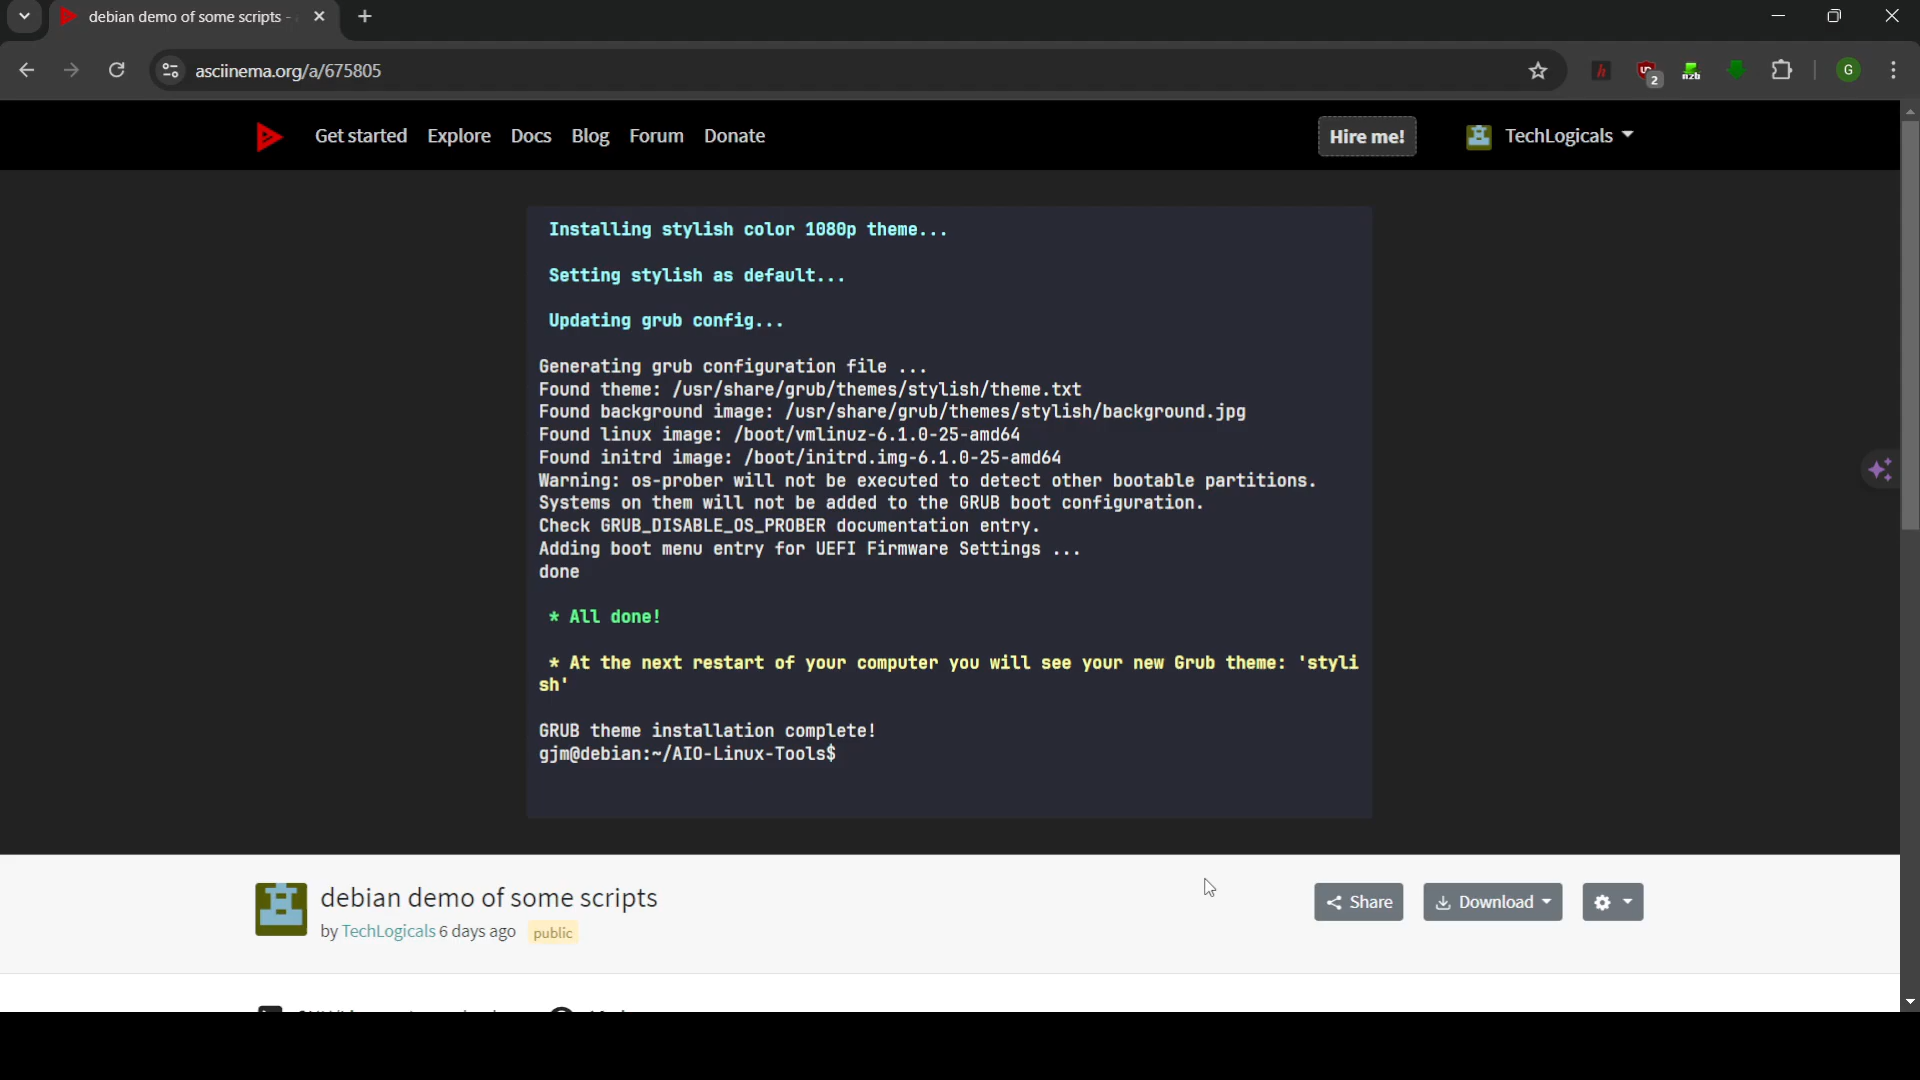 debian demo of some scripts -
asciinema.org/a/675805
2
n2b
G
Get started Explore Docs Blog Forum Donate
Hire me!
TechLogicals
Installing stylish color 1080p theme...
Setting stylish as default...
Updating grub config...
Generating grub configuration file ...
Found theme: /usr/share/grub/themes/stylish/theme.txt
Found background image: /usr/share/grub/themes/stylish/background.jpg
Found linux image: /boot/vmlinuz-6.1.0-25-amd64
Found initrd image: /boot/initrd.img-6.1.0-25-amd64
Warning: os-prober will not be executed to detect other bootable partitions.
Systems on them will not be added to the GRUB boot configuration.
Check GRUB_DISABLE_OS_PROBER documentation entry.
Adding boot menu entry for UEFI Firmware Settings ...
done
* All done!
* At the next restart of your computer you will see your new Grub theme: 'styli
sh'
GRUB theme installation complete!
gjm@debian:~/AIO-Linux-Tools$
debian demo of some scripts
by TechLogicals 6 days ago public
Share
Download